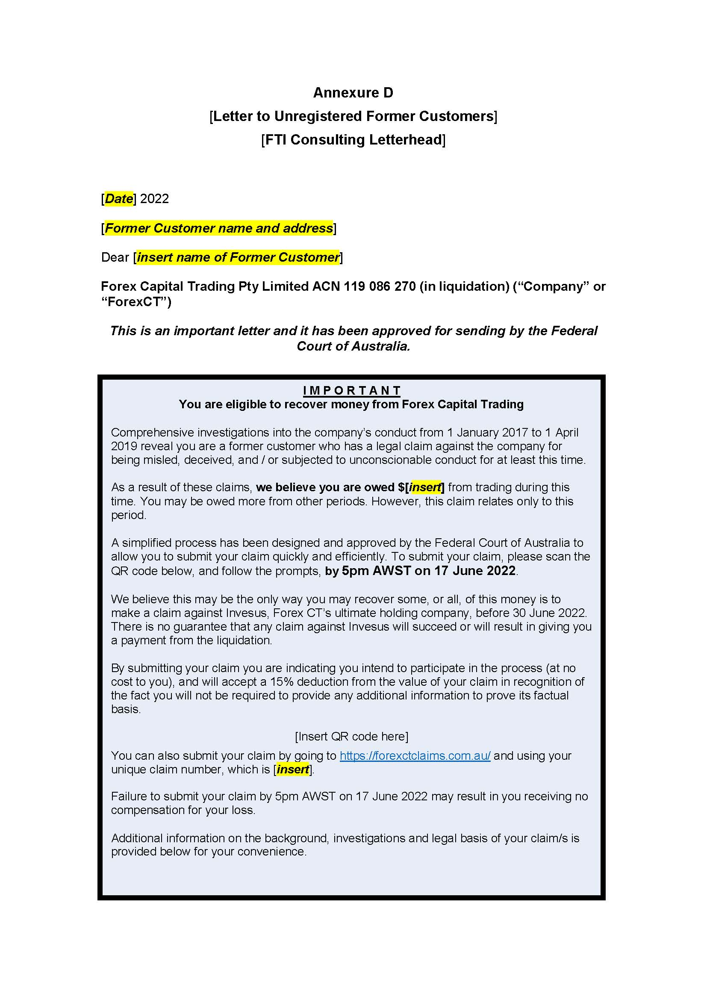 Annexure D
[Letter to Unregistered Former Customers]
[FTI Consulting Letterhead]
[Date] 2022
[Former Customer name and address]
Dear [insert name of Former Customer]
Forex Capital Trading Pty Limited ACN 119 086 270 (in liquidation) (“Company” or
“ForexCT”)
This is an important letter and it has been approved for sending by the Federal
Court of Australia.
I M P O R T A N T
You are eligible to recover money from Forex Capital Trading
Comprehensive investigations into the company’s conduct from 1 January 2017 to 1 April
2019 reveal you are a former customer who has a legal claim against the company for
being misled, deceived, and / or subjected to unconscionable conduct for at least this time.
As a result of these claims, we believe you are owed $[insert] from trading during this
time. You may be owed more from other periods. However, this claim relates only to this
period.
A simplified process has been designed and approved by the Federal Court of Australia to
allow you to submit your claim quickly and efficiently. To submit your claim, please scan the
QR code below, and follow the prompts, by 5pm AWST on 17 June 2022.
We believe this may be the only way you may recover some, or all, of this money is to
make a claim against Invesus, Forex CT’s ultimate holding company, before 30 June 2022.
There is no guarantee that any claim against Invesus will succeed or will result in giving you
a payment from the liquidation.
By submitting your claim you are indicating you intend to participate in the process (at no
cost to you), and will accept a 15% deduction from the value of your claim in recognition of
the fact you will not be required to provide any additional information to prove its factual
basis.
[Insert QR code here]
You can also submit your claim by going to https://forexctclaims.com.au/ and using your
unique claim number, which is [insert].
Failure to submit your claim by 5pm AWST on 17 June 2022 may result in you receiving no
compensation for your loss.
Additional information on the background, investigations and legal basis of your claim/s is
provided below for your convenience.